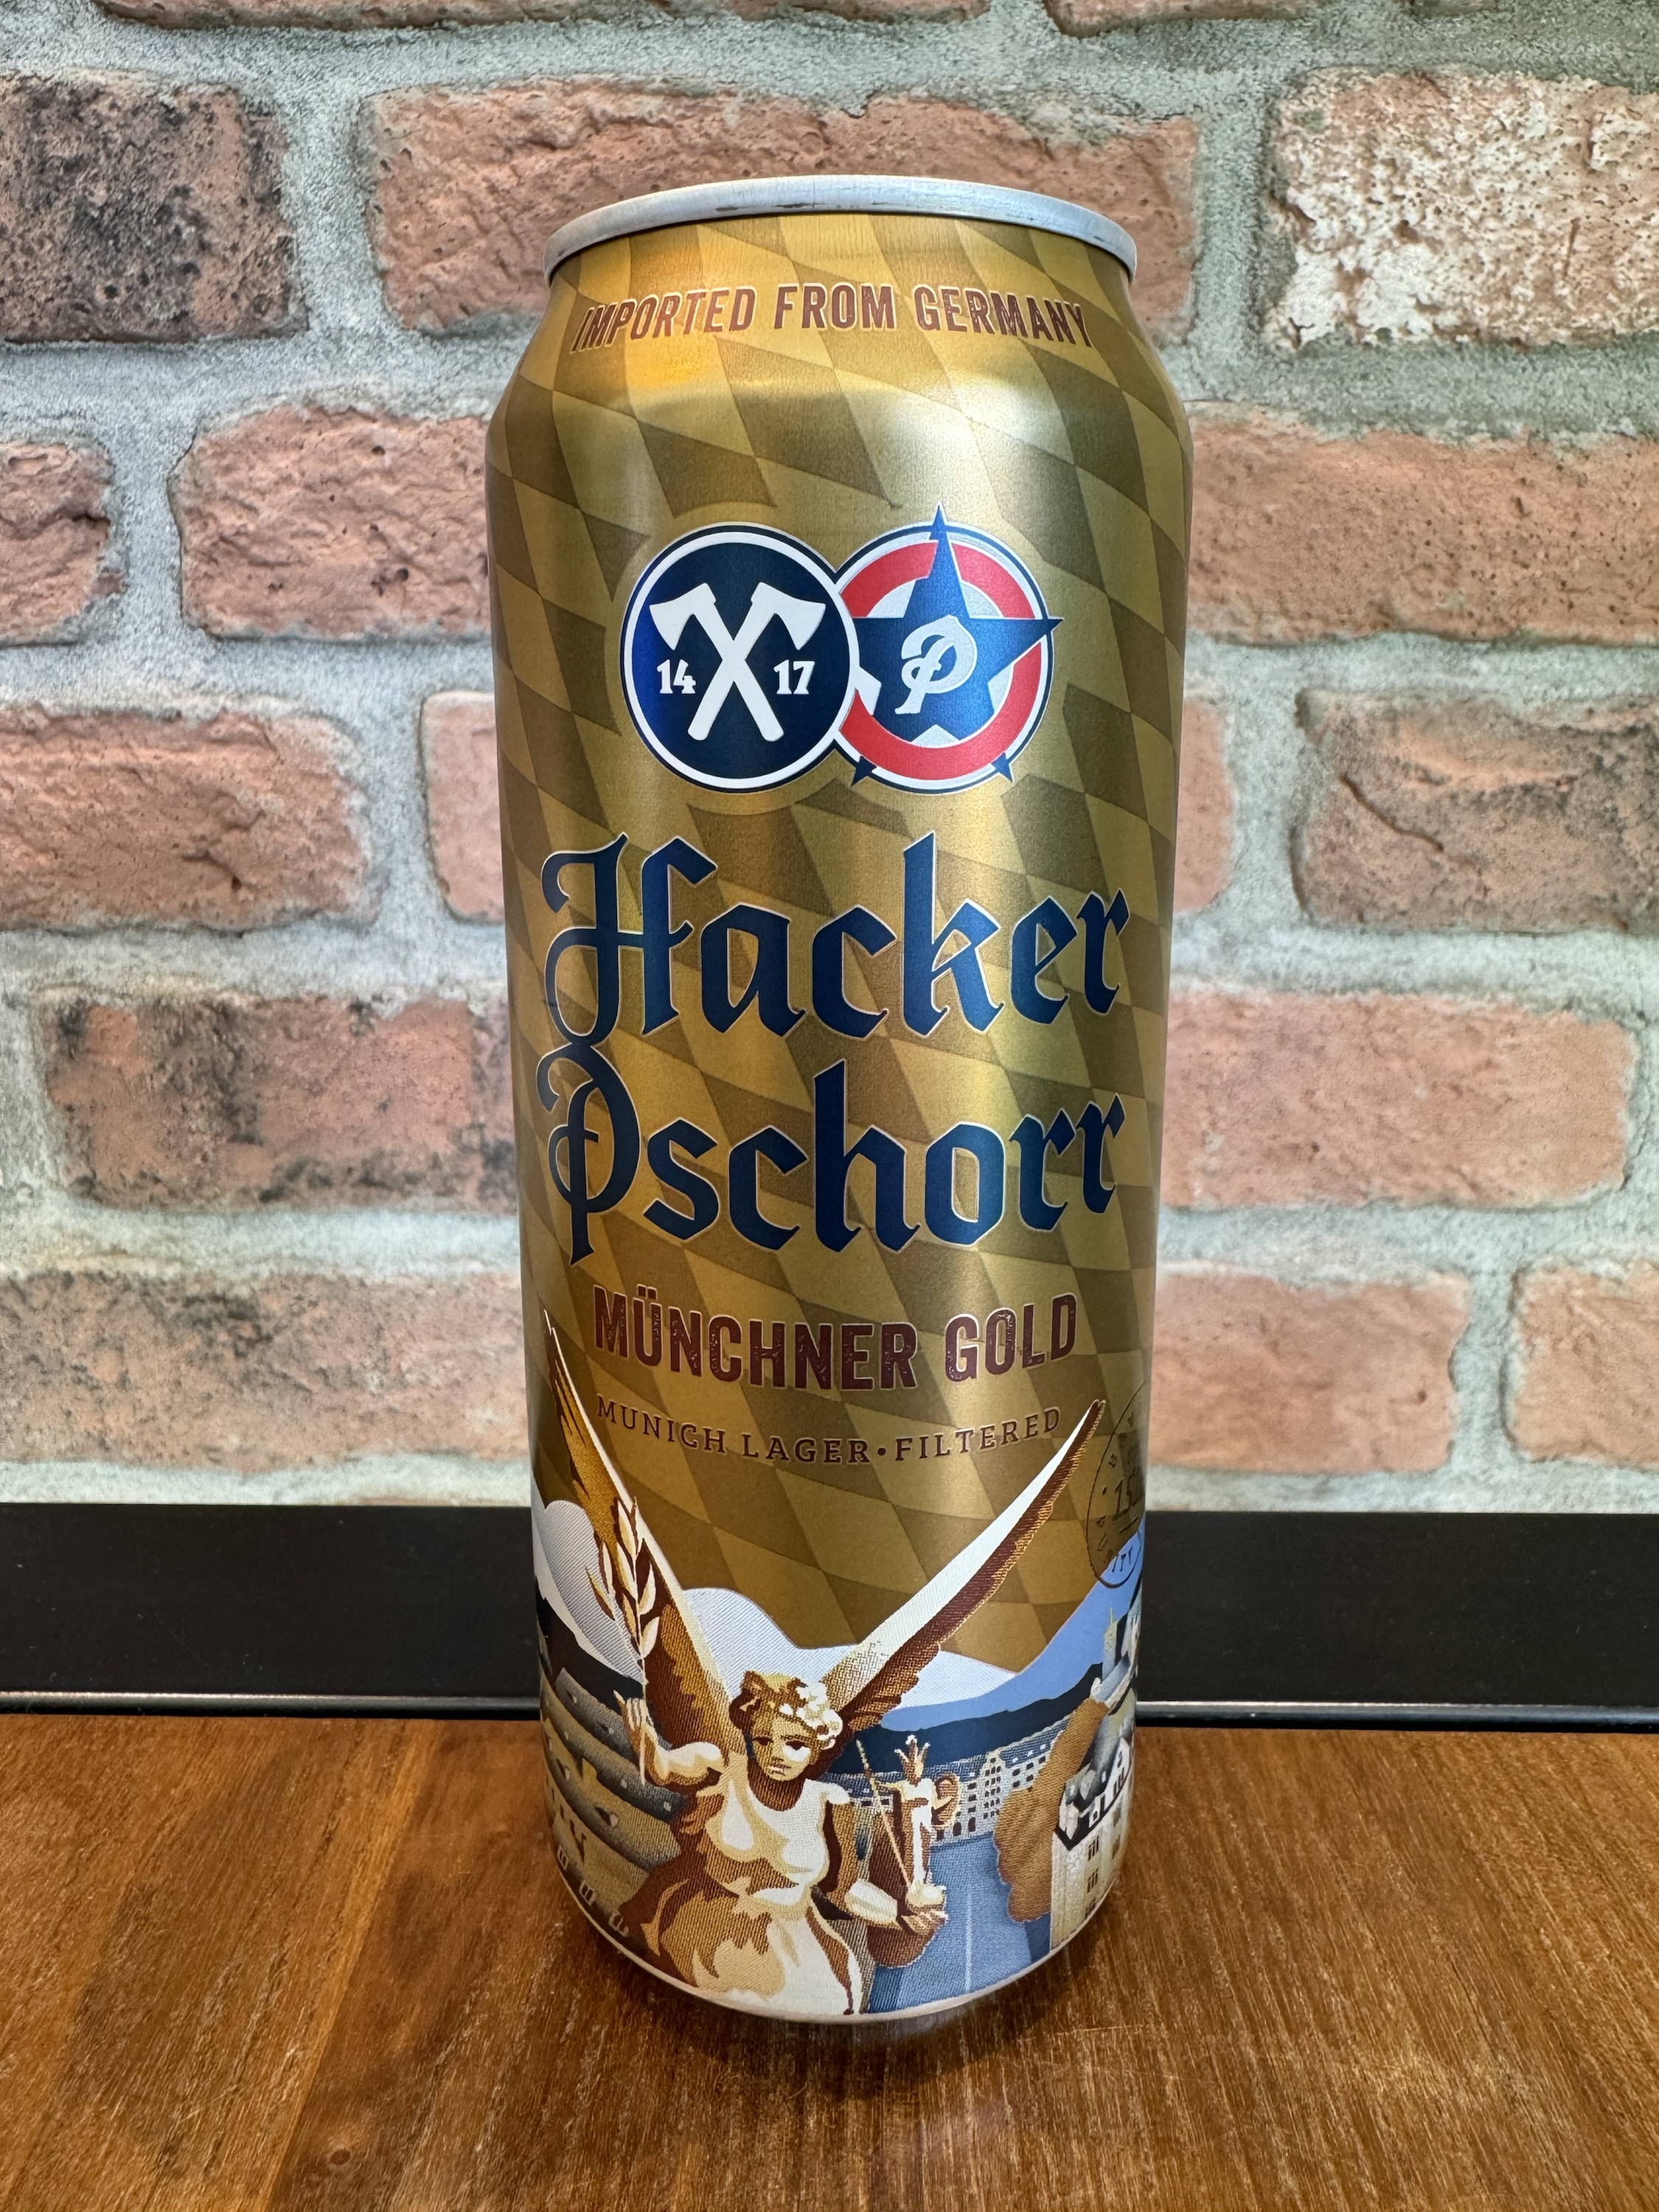 IMPORTED FROM GERMANY
14 17
P
Hacker
Pschorr
MÜNCHNER GOLD
MUNICH LAGER•FILTERED